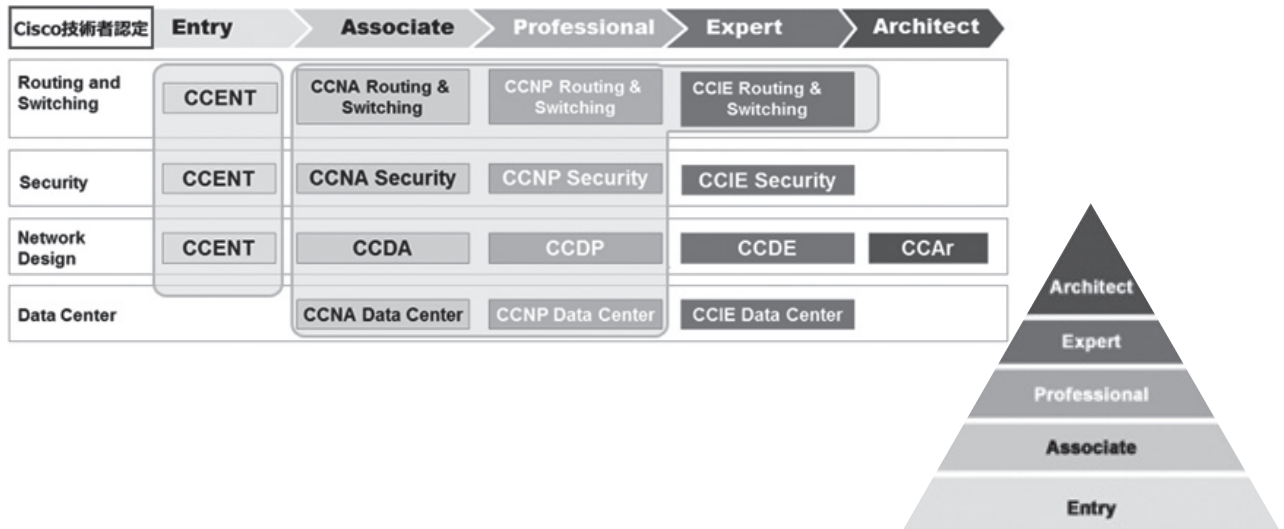 Cisco技術者認定 Entry Associate Professional Expert Architect
Routing and
Switching
CCENT
CCNA Routing &
Switching
CCNP Routing &
Switching
CCIE Routing &
Switching
Security
CCENT
CCNA Security
CCNP Security
CCIE Security
Network
Design
CCENT
CCDA
CCDP
CCDE
CCAr
Data Center
CCNA Data Center
CCNP Data Center
CCIE Data Center
Architect
Expert
Professional
Associate
Entry